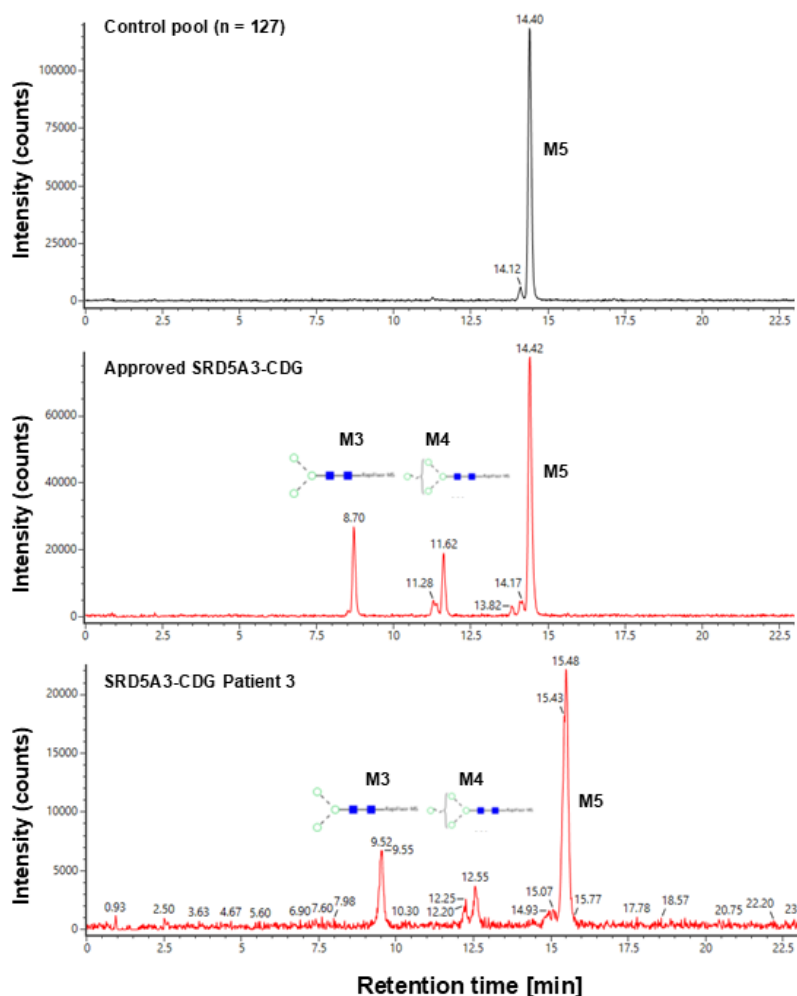 Control pool (n = 127)
14.40
100000
M5
75000
50000
25000
14.12
0
0 2.5 5 7.5 10 12.5 15 17.5 20 22.5
Intensity (counts)
Approved SRD5A3-CDG
14.42
60000
M3 M4
M5
40000
8.70
20000
11.62
11.28
14.17
13.82
0
0 2.5 5 7.5 10 12.5 15 17.5 20 22.5
Intensity (counts)
SRD5A3-CDG Patient 3
15.48
20000
15.43
15000
M3 M4
M5
10000
9.52
9.55
5000
12.55
12.25
12.20
15.07
14.93
15.77
0.93 2.50 3.63 4.67 5.60 6.90 7.60 7.98 10.30 17.78 18.57 20.75 22.20 23
0
0 2.5 5 7.5 10 12.5 15 17.5 20 22.5
Intensity (counts)
Retention time [min]